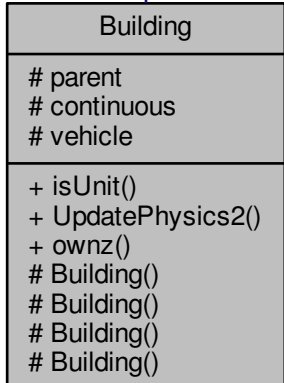 Building
# parent
# continuous
# vehicle
+ isUnit()
+ UpdatePhysics2()
+ ownz()
# Building()
# Building()
# Building()
# Building()